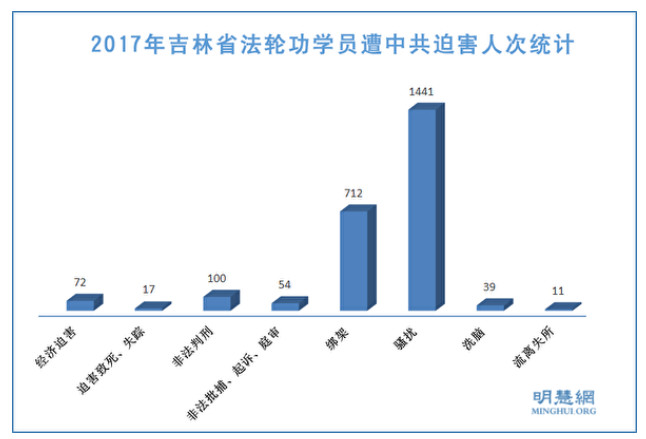 2017年吉林省法轮功学员遭中共迫害人次统计
72
17
100
54
712
1441
39
11
经济迫害
迫害致死、失踪
非法判刑
非法批捕、起诉、庭审
绑架
骚扰
洗脑
流离失所
明慧網
MINGHUI.ORG